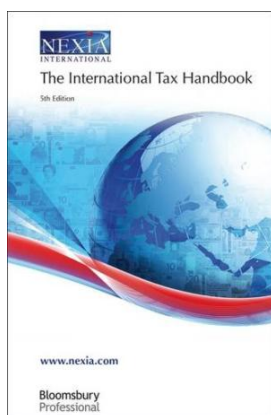 NEXIA
INTERNATIONAL
The International Tax Handbook
5th Edition
www.nexia.com
Bloomsbury
Professional